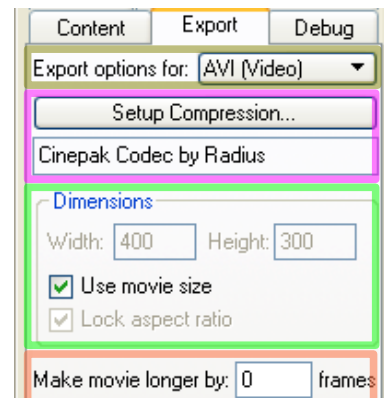 Content Export Debug
Export options for: AVI (Video)
Setup Compression...
Cinepak Codec by Radius
Dimensions
Width: 400 Height: 300
Use movie size
Lock aspect ratio
Make movie longer by: 0 frames